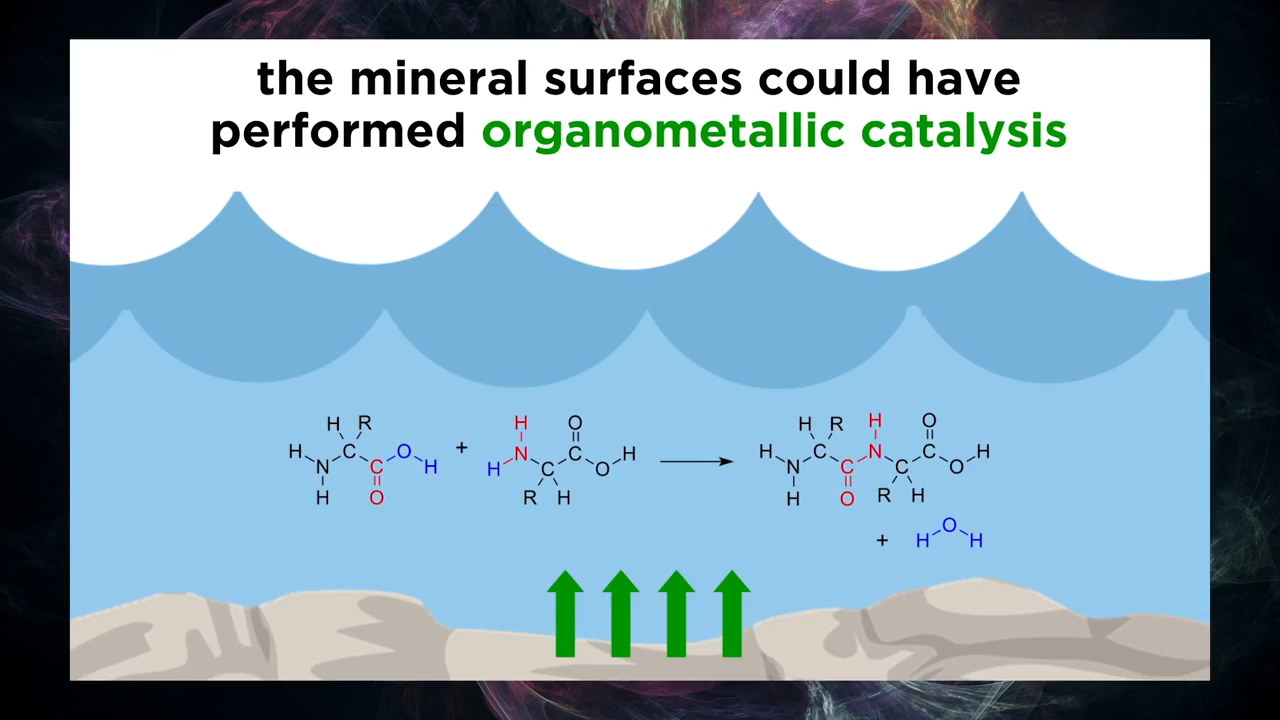 the mineral surfaces could have
performed organometallic catalysis
H R H O H R H O
H C O + H N C H H C N C H
N C H C O N C C O
H O R H H O R H
+ H O H